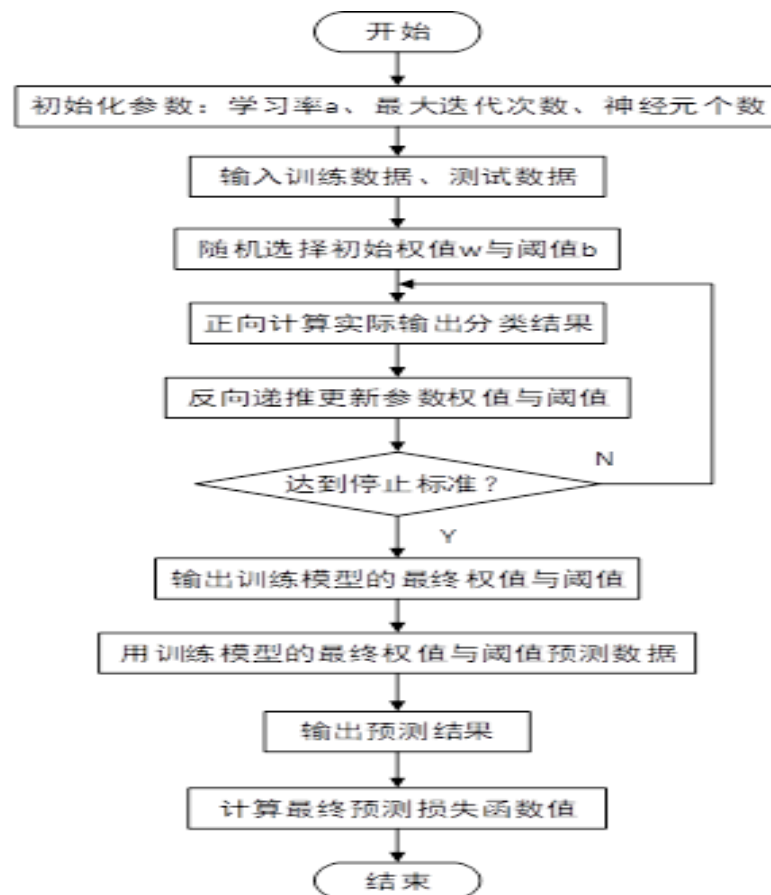 开始
初始化参数：学习率a、最大迭代次数、神经元个数
输入训练数据、测试数据
随机选择初始权值w与阈值b
正向计算实际输出分类结果
反向递推更新参数权值与阈值
达到停止标准？
N
Y
输出训练模型的最终权值与阈值
用训练模型的最终权值与阈值预测数据
输出预测结果
计算最终预测损失函数值
结束